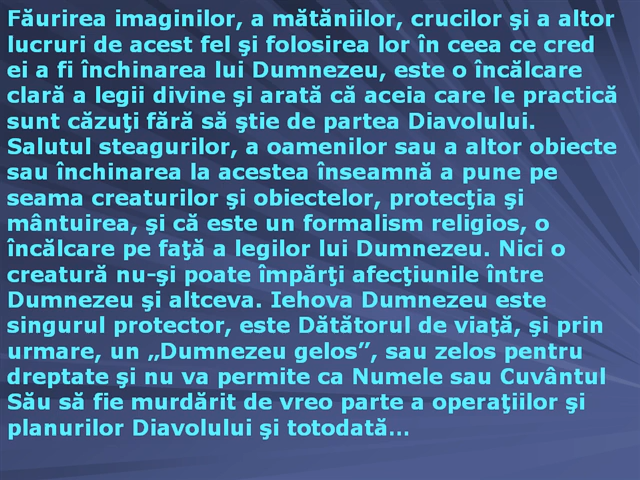 Făurirea imaginilor, a mătăniilor, crucilor şi a altor
lucruri de acest fel şi folosirea lor în ceea ce cred
ei a fi închinarea lui Dumnezeu, este o încălcare
clară a legii divine şi arată că aceia care le practică
sunt căzuţi fără să ştie de partea Diavolului.
Salutul steagurilor, a oamenilor sau a altor obiecte
sau închinarea la acestea înseamnă a pune pe
seama creaturilor şi obiectelor, protecţia şi
mântuirea, şi că este un formalism religios, o
încălcare pe faţă a legilor lui Dumnezeu. Nici o
creatură nu-şi poate împărţi afecţiunile între
Dumnezeu şi altceva. Iehova Dumnezeu este
singurul protector, este Dătătorul de viaţă, şi prin
urmare, un „Dumnezeu gelos”, sau zelos pentru
dreptate şi nu va permite ca Numele sau Cuvântul
Său să fie murdărit de vreo parte a operaţiilor şi
planurilor Diavolului şi totodată…